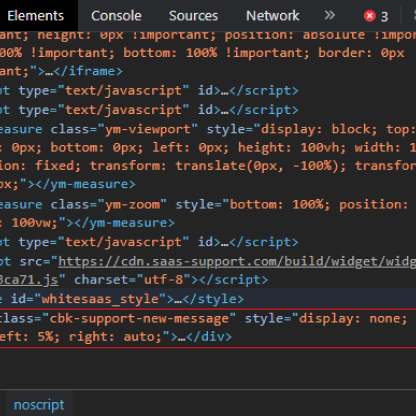 Elements Console Sources Network » 3
tant; height: 0px !important; position: absolute !impor
00% !important; bottom: 100% !important; border: 0px
ant;">…</iframe>
pt type="text/javascript" id>…</script>
pt type="text/javascript" id>…</script>
easure class="ym-viewport" style="display: block; top:
: 0px; bottom: 0px; left: 0px; height: 100vh; width: 1
ion: fixed; transform: translate(0px, -100%); transfor
px;"></ym-measure>
easure class="ym-zoom" style="bottom: 100%; position:
: 100vw;"></ym-measure>
pt type="text/javascript" id>…</script>
pt src="https://cdn.saas-support.com/build/widget/widg
3ca71.js" charset="utf-8"></script>
e id="whitesaas_style">…</style>
class="cbk-support-new-message" style="display: none;
left: 5%; right: auto;">…</div>
noscript